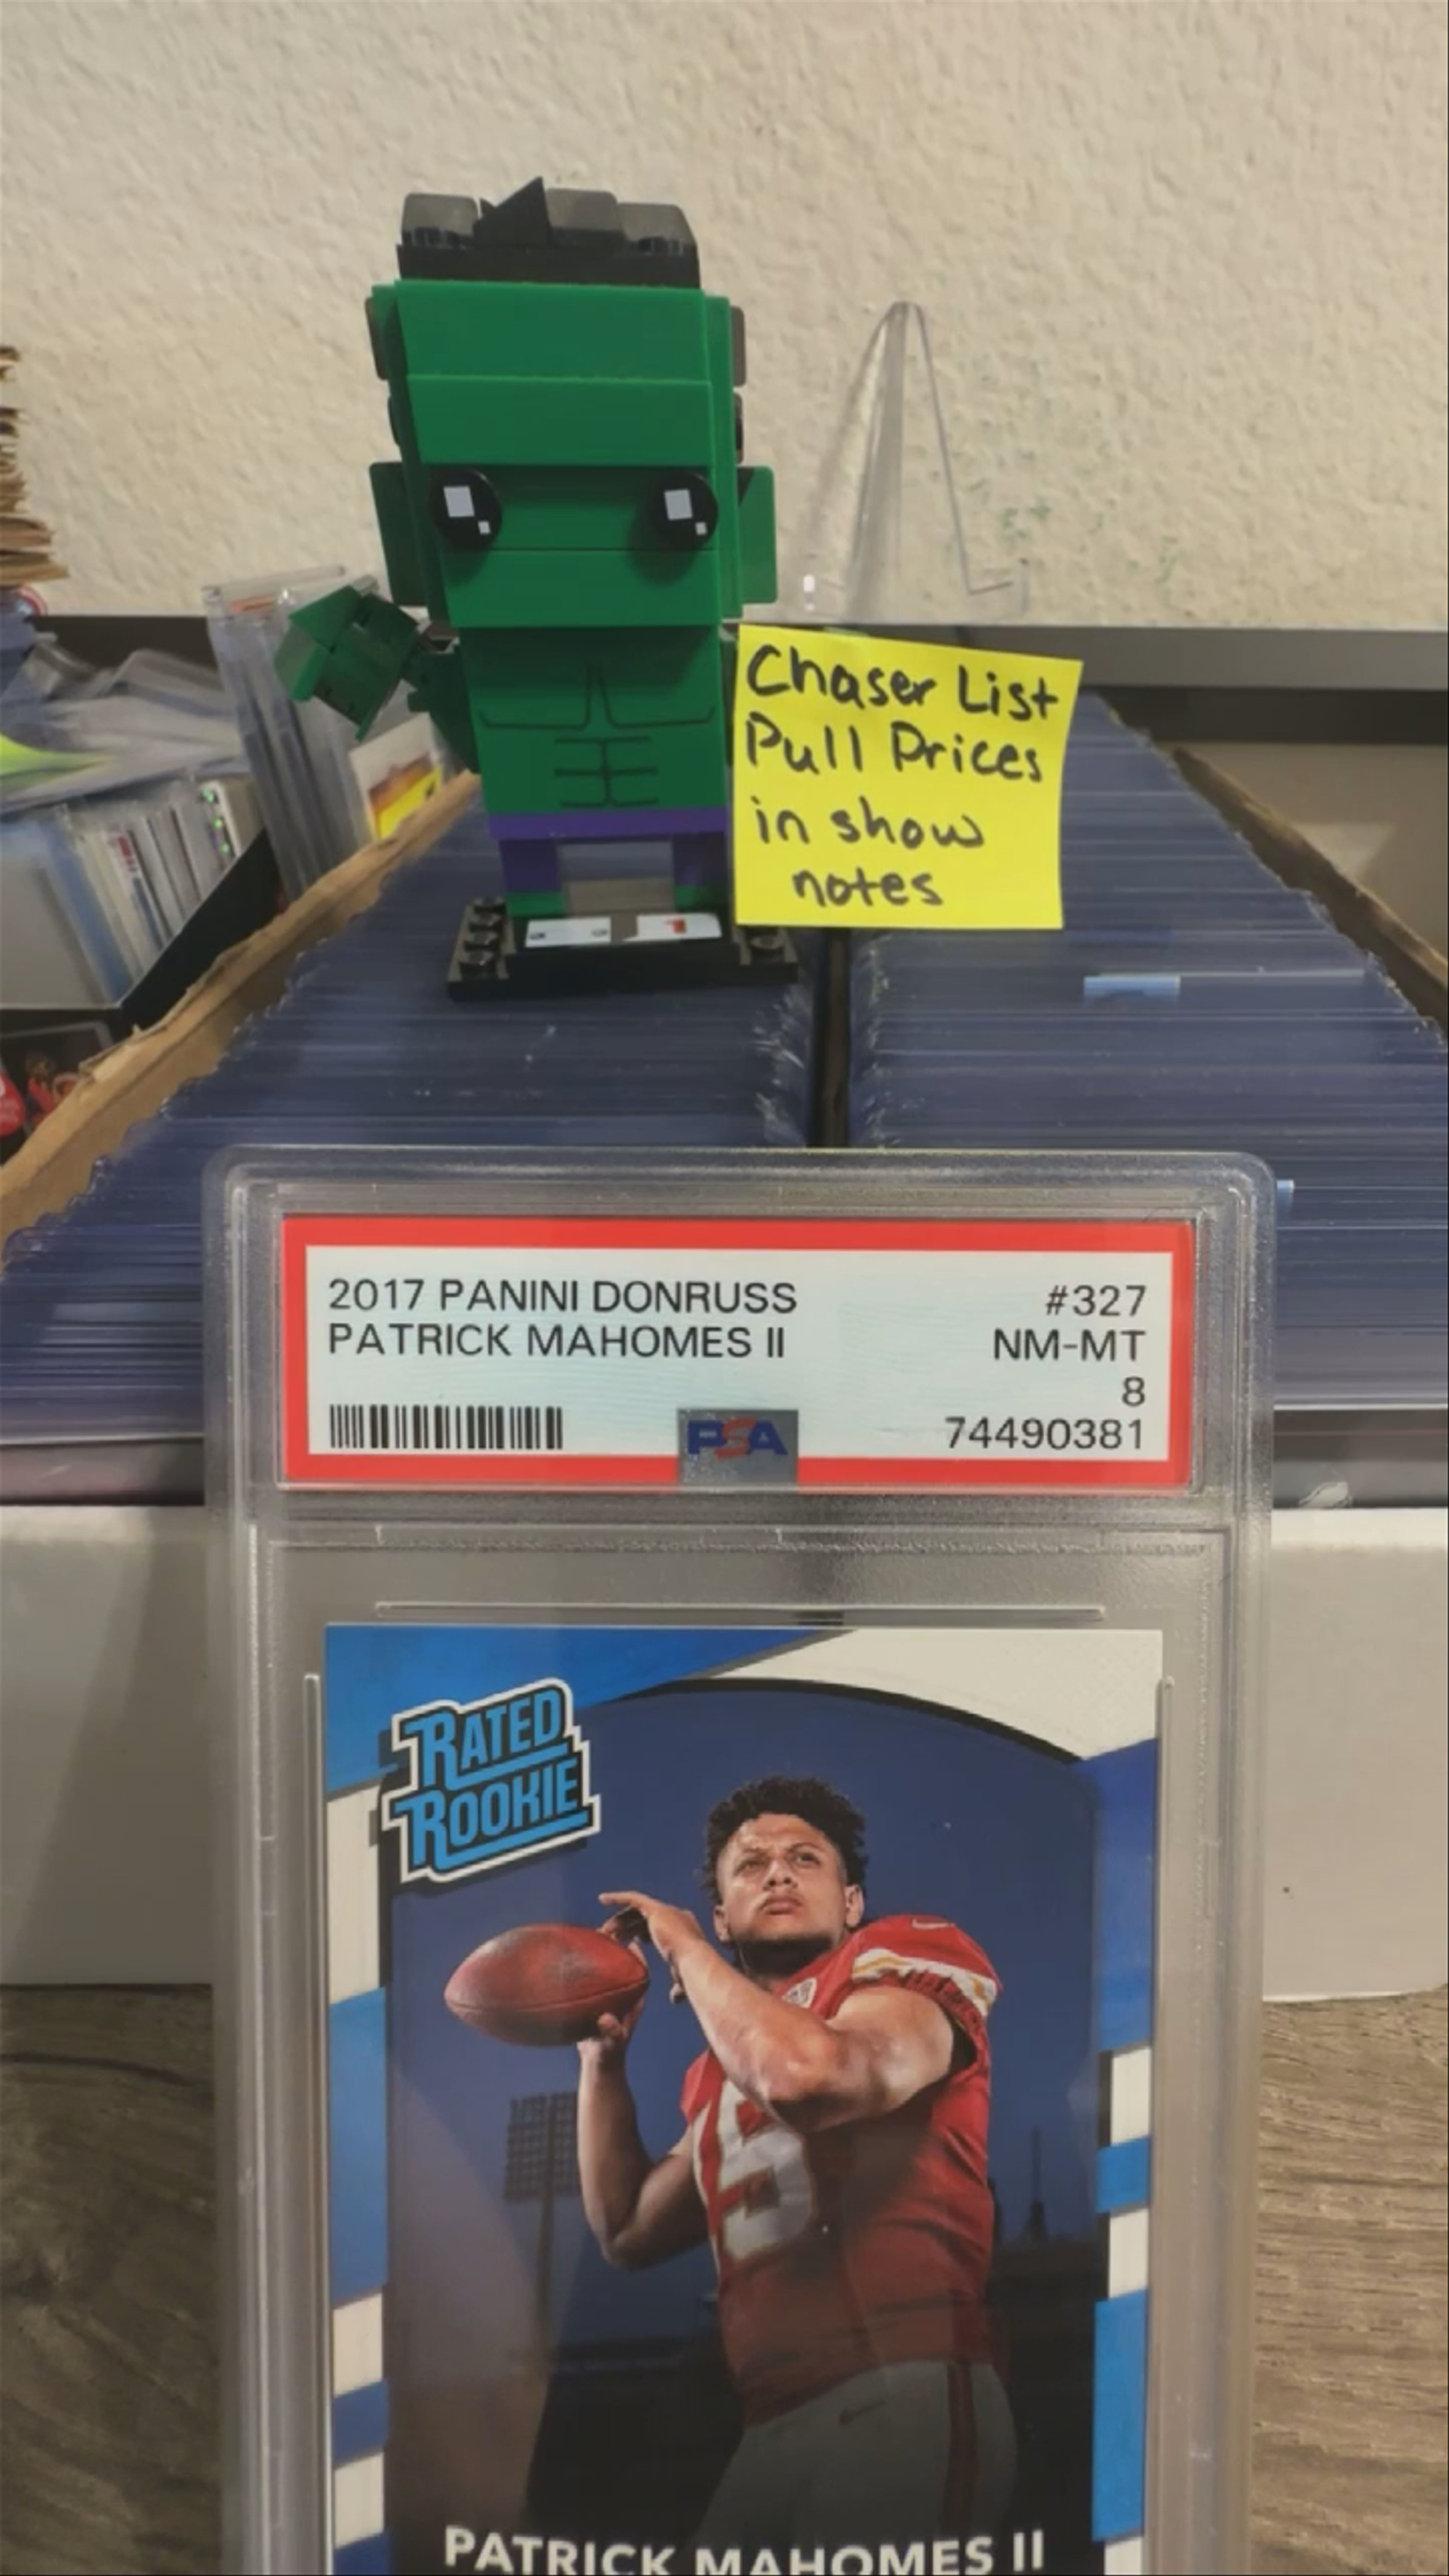 Chaser List
Pull Prices
in show
notes
2017 PANINI DONRUSS #327
PATRICK MAHOMES II NM-MT
8
PSA 74490381
RATED
ROOKIE
15
PATRICK MAHOMES II